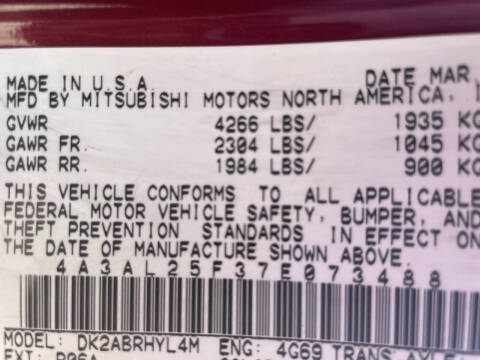 MADE IN U.S.A. DATE MAR
MFD BY MITSUBISHI MOTORS NORTH AMERICA, I
GVWR 4266 LBS/ 1935 KG
GAWR FR. 2304 LBS/ 1045 KG
GAWR RR. 1984 LBS/ 900 KG
THIS VEHICLE CONFORMS TO ALL APPLICABLE
FEDERAL MOTOR VEHICLE SAFETY, BUMPER, AND
THEFT PREVENTION STANDARDS IN EFFECT ON
THE DATE OF MANUFACTURE SHOWN ABOVE.
4A3AL25F37E073488
MODEL: DK2ABRHYL4M ENG: 4G69 TRANS AX
EXT: P06A